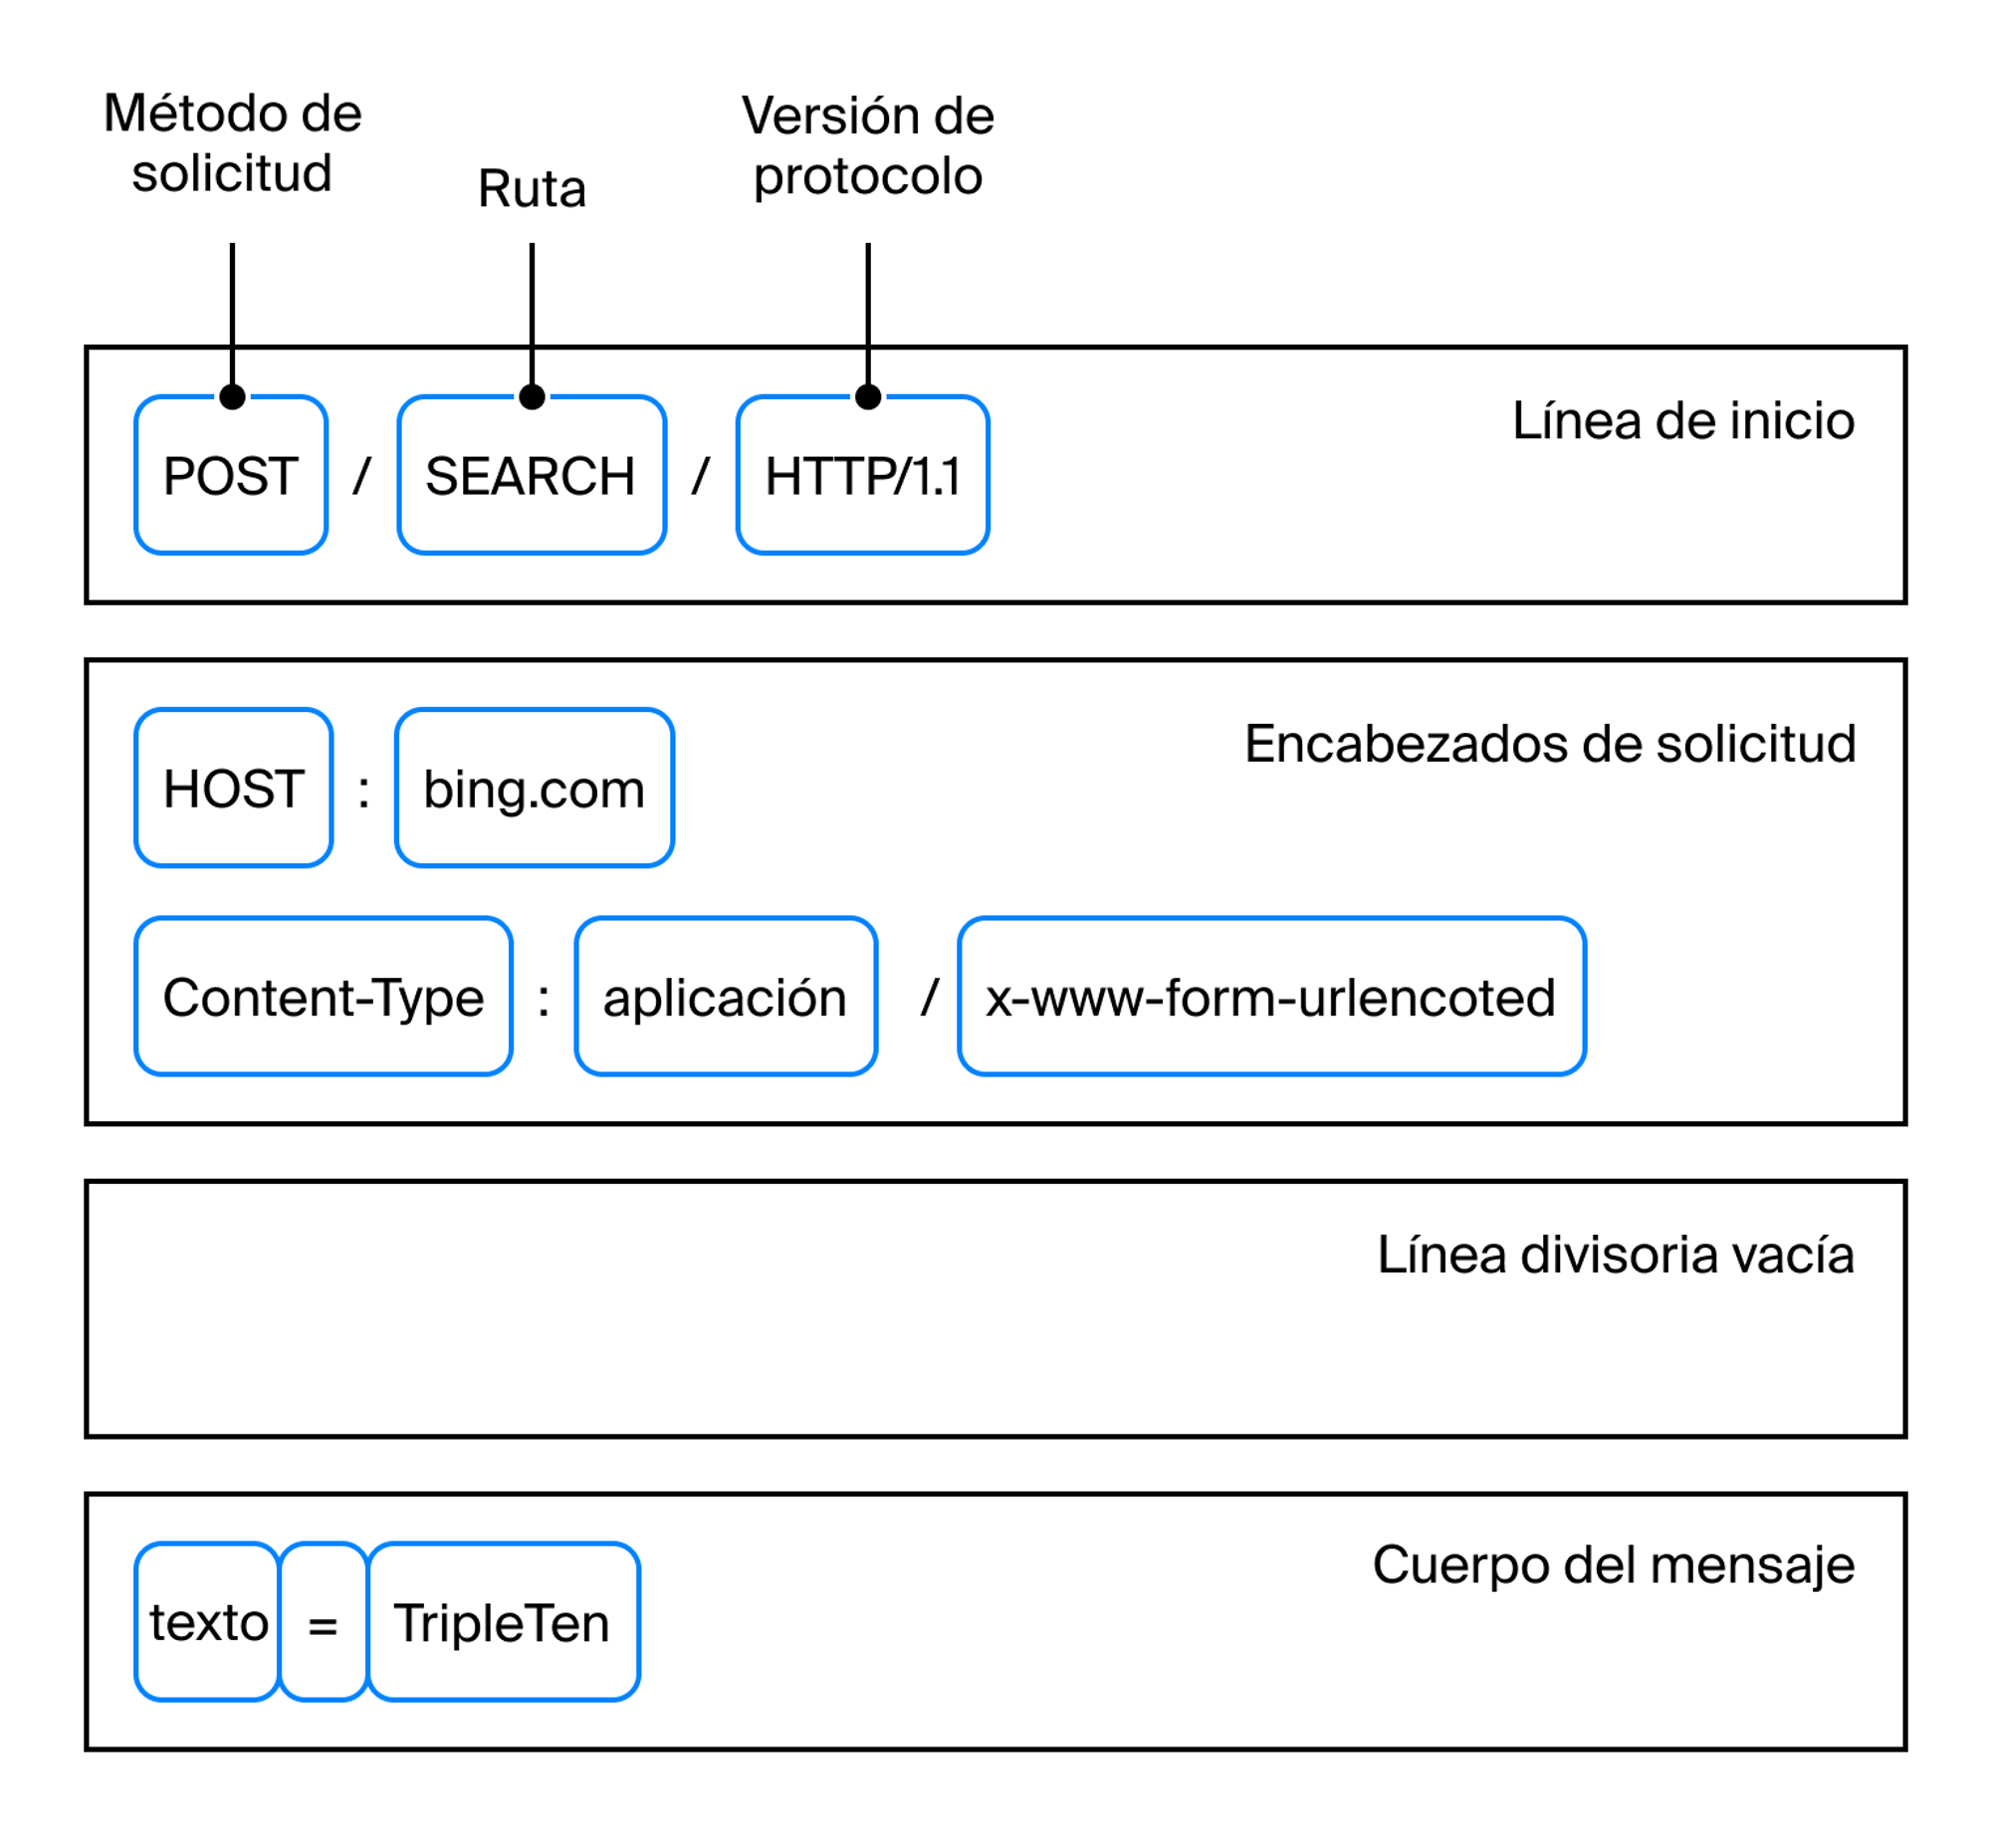 Método de
solicitud
Ruta
Versión de
protocolo
Línea de inicio
POST / SEARCH / HTTP/1.1
Encabezados de solicitud
HOST : bing.com
Content-Type : aplicación / x-www-form-urlencoted
Línea divisoria vacía
Cuerpo del mensaje
texto = TripleTen